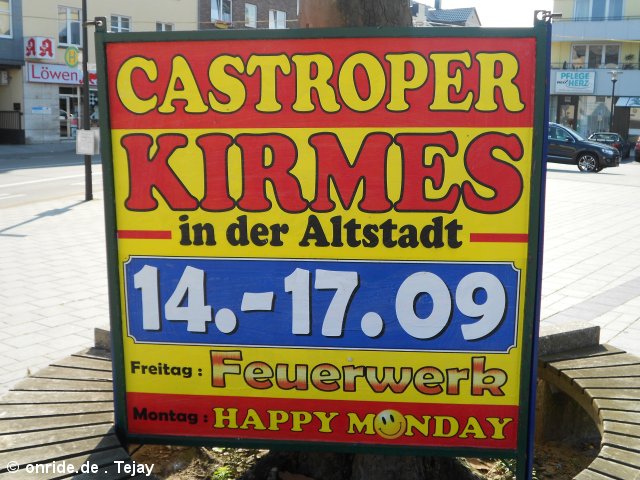 CASTROPER
KIRMES
in der Altstadt
14.-17.09
Freitag : Feuerwerk
Montag : HAPPY MONDAY
Löwen
PFLEGE
mit HERZ
© onride.de . Tejay